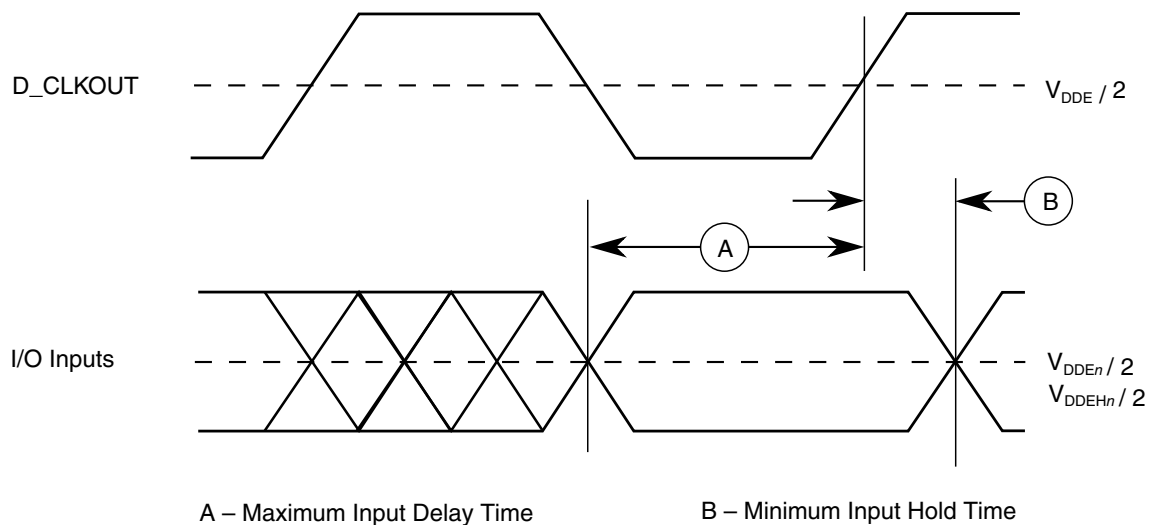 D_CLKOUT
V_DDE / 2
B
A
I/O Inputs
V_DDEn / 2
V_DDEHn / 2
A – Maximum Input Delay Time
B – Minimum Input Hold Time